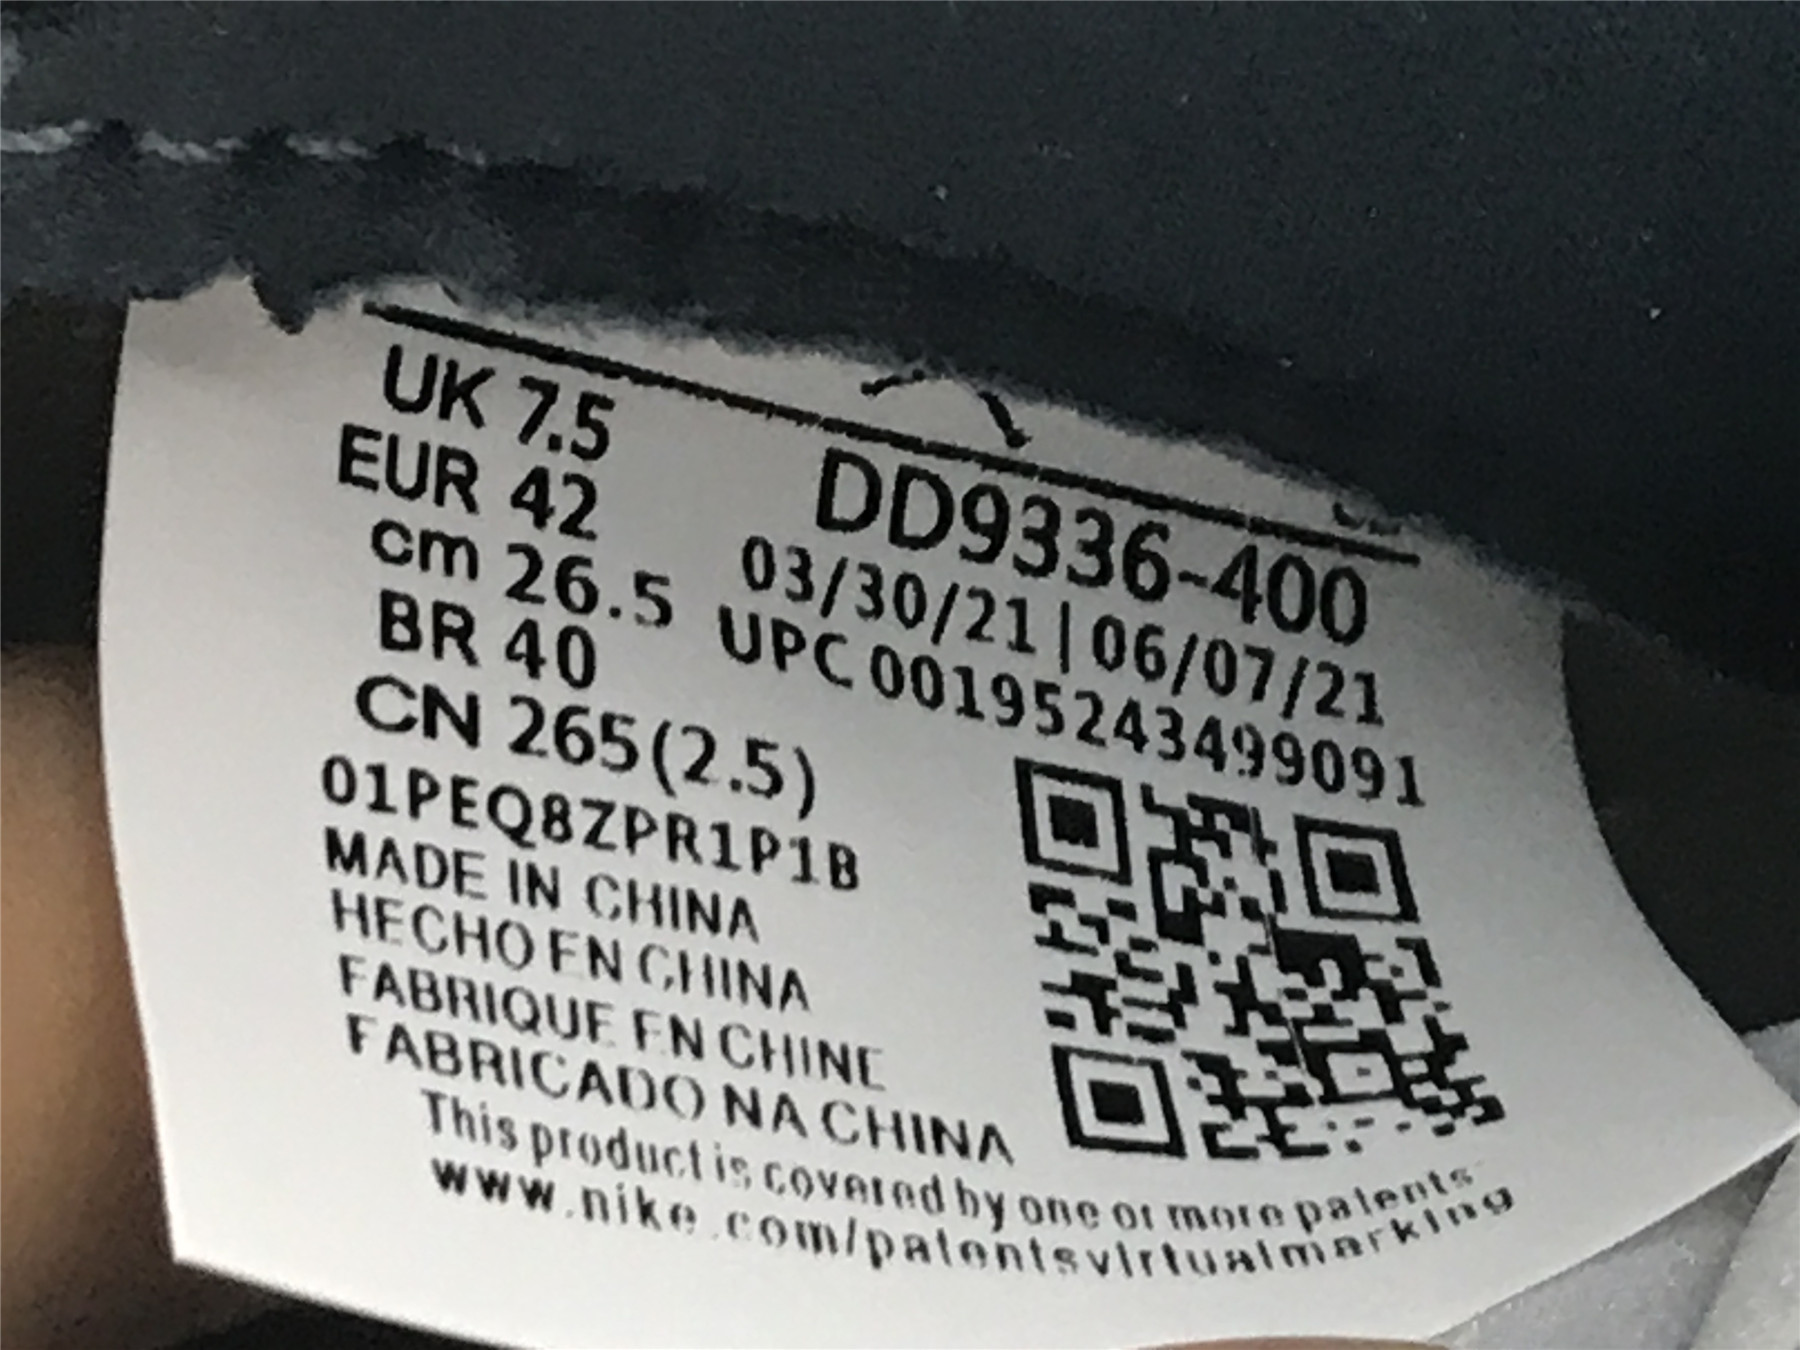 UK 7.5
EUR 42
cm 26.5
BR 40
CN 265(2.5)
01PEQ8ZPR1P1B
MADE IN CHINA
HECHO EN CHINA
FABRIQUE EN CHINE
FABRICADO NA CHINA
DD9336-400
03/30/21|06/07/21
UPC 00195243499091
This product is covered by one or more patents
www.nike.com/patentsvirtualmarking